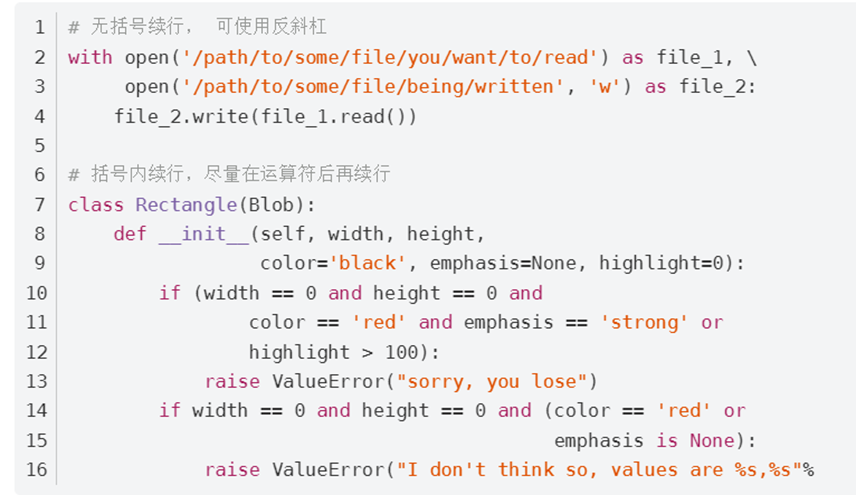 1 # 无括号续行， 可使用反斜杠
2 with open('/path/to/some/file/you/want/to/read') as file_1, \
3      open('/path/to/some/file/being/written', 'w') as file_2:
4     file_2.write(file_1.read())
5
6 # 括号内续行，尽量在运算符后再续行
7 class Rectangle(Blob):
8     def __init__(self, width, height,
9                  color='black', emphasis=None, highlight=0):
10         if (width == 0 and height == 0 and
11                 color == 'red' and emphasis == 'strong' or
12                 highlight > 100):
13             raise ValueError("sorry, you lose")
14         if width == 0 and height == 0 and (color == 'red' or
15                                            emphasis is None):
16             raise ValueError("I don't think so, values are %s,%s"%